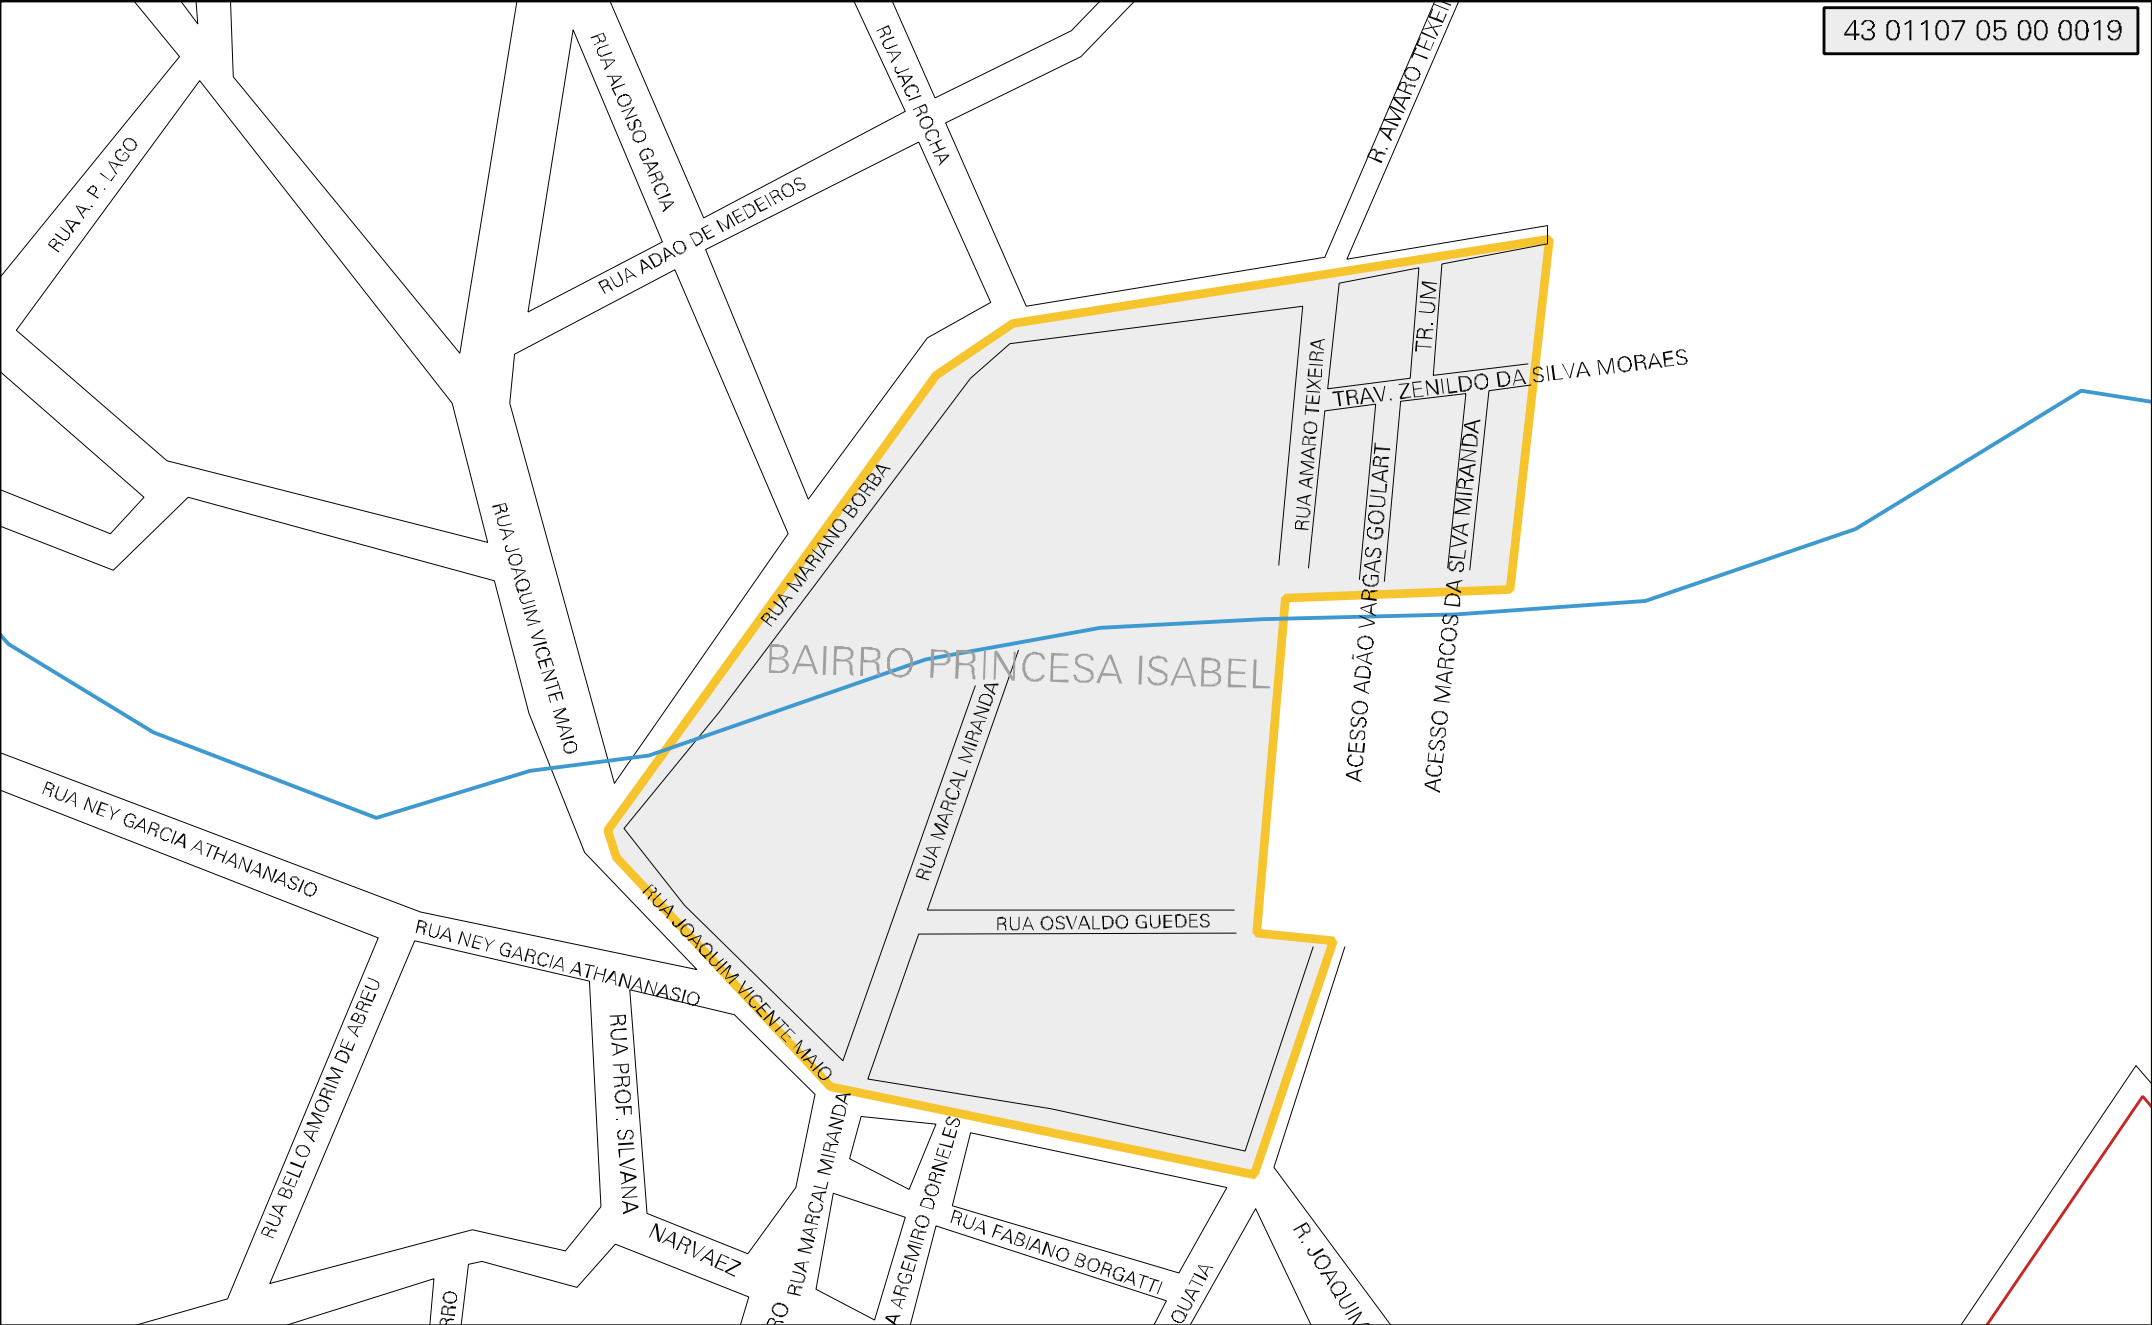 43 01107 05 00 0019
RUA ALONSO GARCIA
RUA JACI ROCHA
R. AMARO TEIXEI
RUA A. P. LAGO
RUA ADAO DE MEDEIROS
TR. UM
RUA AMARO TEIXEIRA
TRAV. ZENILDO DA SILVA MORAES
RUA MARIANO BORBA
ACESSO ADÃO VARGAS GOULART
ACESSO MARCOS DA SILVA MIRANDA
RUA JOAQUIM VICENTE MAIO
BAIRRO PRINCESA ISABEL
RUA MARCAL MIRANDA
RUA NEY GARCIA ATHANANASIO
RUA OSVALDO GUEDES
RUA JOAQUIM VICENTE MAIO
RUA NEY GARCIA ATHANANASIO
RUA BELLO AMORIM DE ABREU
RUA PROF. SILVANA
NARVAEZ
RUA MARCAL MIRANDA
A ARGEMIRO DORNELES
RUA FABIANO BORGATTI
R. JOAQUIM
QUATIA
RRO
RO